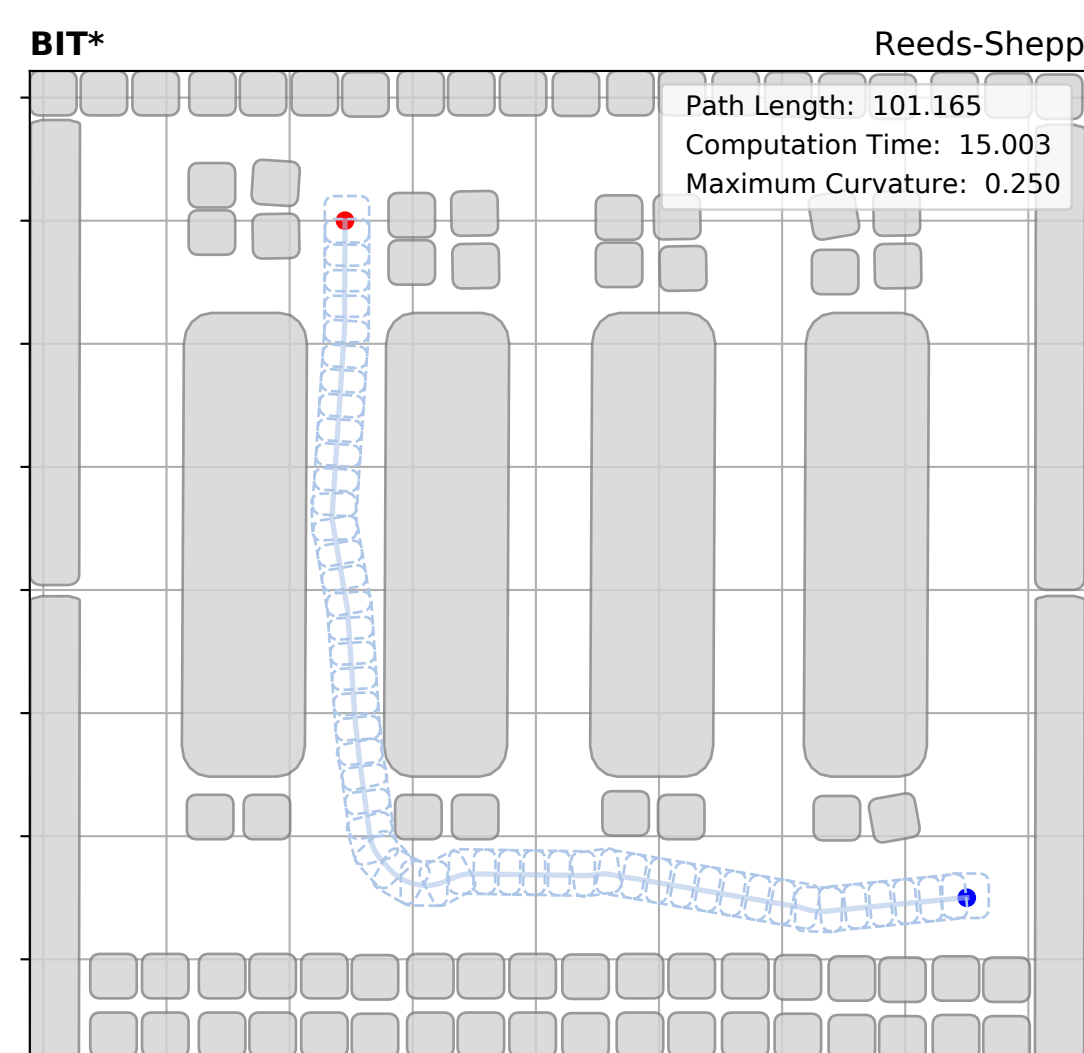 BIT*
Reeds-Shepp
Path Length: 101.165
Computation Time: 15.003
Maximum Curvature: 0.250